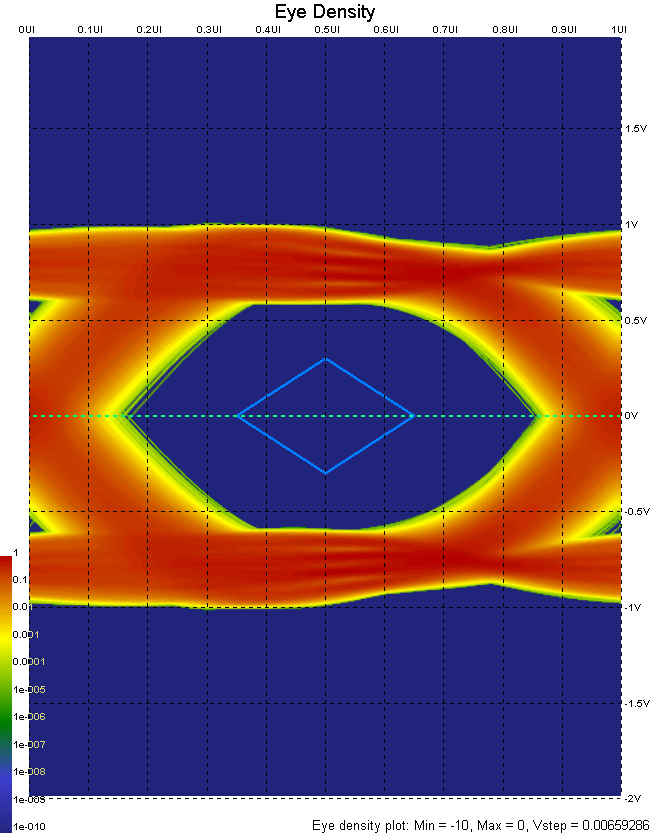 Eye Density
0UI 0.1UI 0.2UI 0.3UI 0.4UI 0.5UI 0.6UI 0.7UI 0.8UI 0.9UI 1UI
1.5V
1V
0.5V
0V
-0.5V
-1V
-1.5V
-2V
1
0.1
0.01
0.001
0.0001
1e-005
1e-006
1e-007
1e-008
1e-009
1e-010
Eye density plot: Min = -10, Max = 0, Vstep = 0.00659286